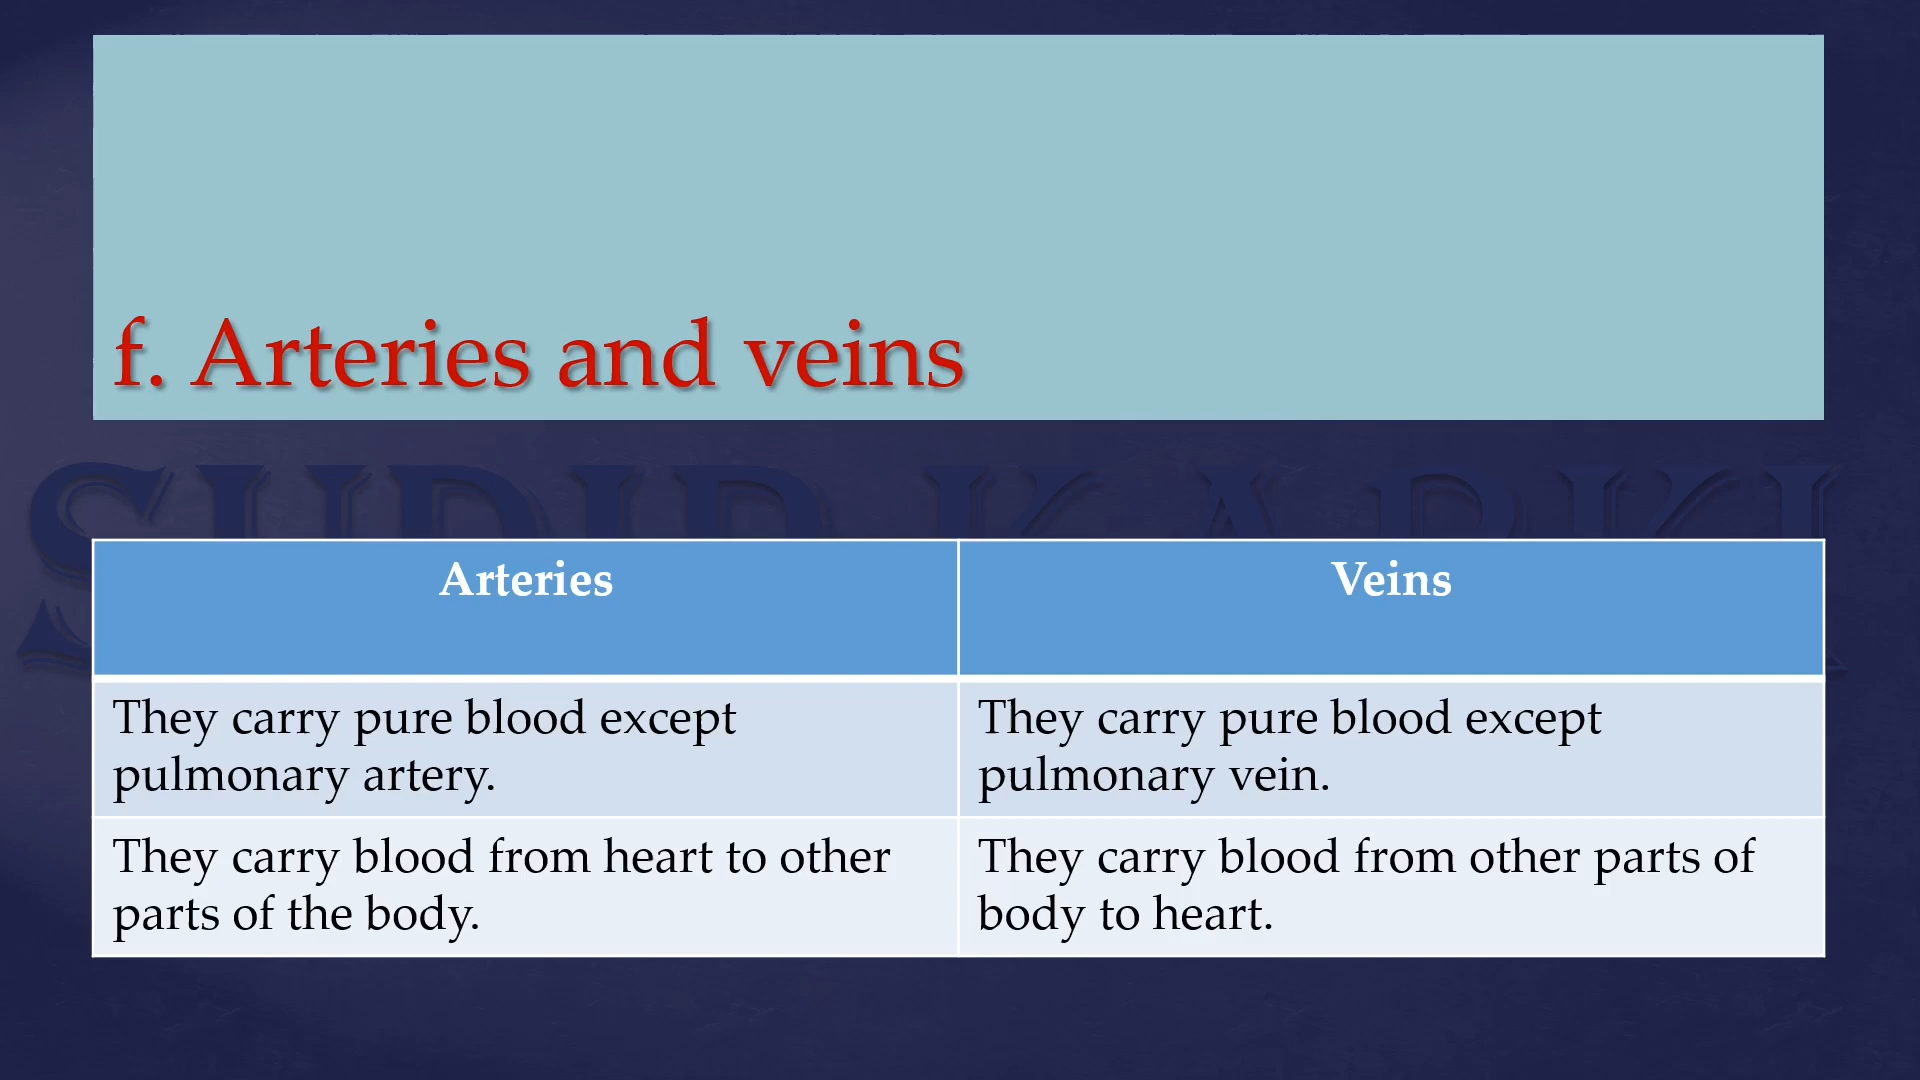 f. Arteries and veins
SUDIP KARKI
Arteries
Veins
They carry pure blood except
pulmonary artery.
They carry pure blood except
pulmonary vein.
They carry blood from heart to other
parts of the body.
They carry blood from other parts of
body to heart.